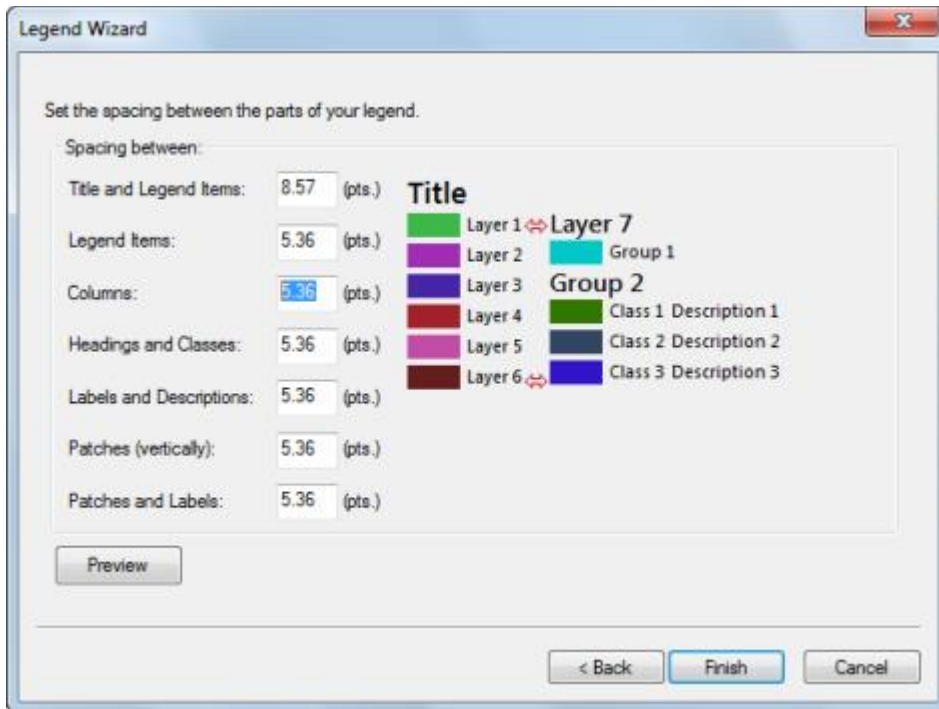 Legend Wizard
Set the spacing between the parts of your legend.
Spacing between:
Title and Legend Items: 8.57 (pts.)
Legend Items: 5.36 (pts.)
Columns: 5.36 (pts.)
Headings and Classes: 5.36 (pts.)
Labels and Descriptions: 5.36 (pts.)
Patches (vertically): 5.36 (pts.)
Patches and Labels: 5.36 (pts.)
Title
Layer 1
Layer 2
Layer 3
Layer 4
Layer 5
Layer 6
Layer 7
Group 1
Group 2
Class 1 Description 1
Class 2 Description 2
Class 3 Description 3
Preview
< Back Finish Cancel